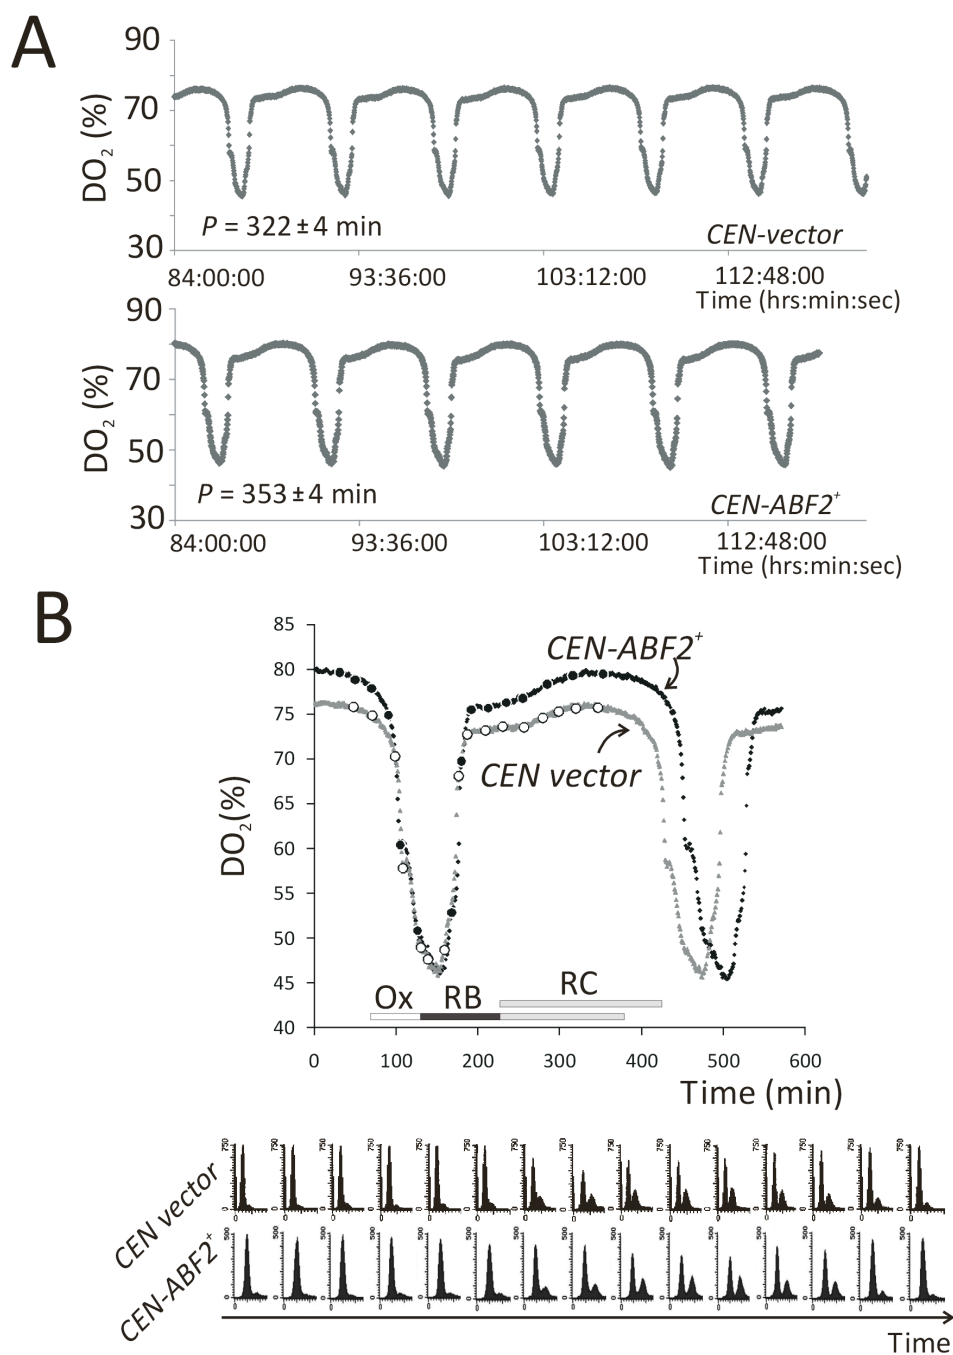 A
90
70
50
30
DO2 (%)
P = 322 ± 4 min
CEN-vector
84:00:00
93:36:00
103:12:00
112:48:00
Time (hrs:min:sec)
90
70
50
30
DO2 (%)
P = 353 ± 4 min
CEN-ABF2+
84:00:00
93:36:00
103:12:00
112:48:00
Time (hrs:min:sec)
B
85
80
75
70
65
60
55
50
45
40
DO2(%)
CEN-ABF2+
CEN vector
Ox
RB
RC
0
100
200
300
400
500
600
Time (min)
CEN vector
CEN-ABF2+
Time